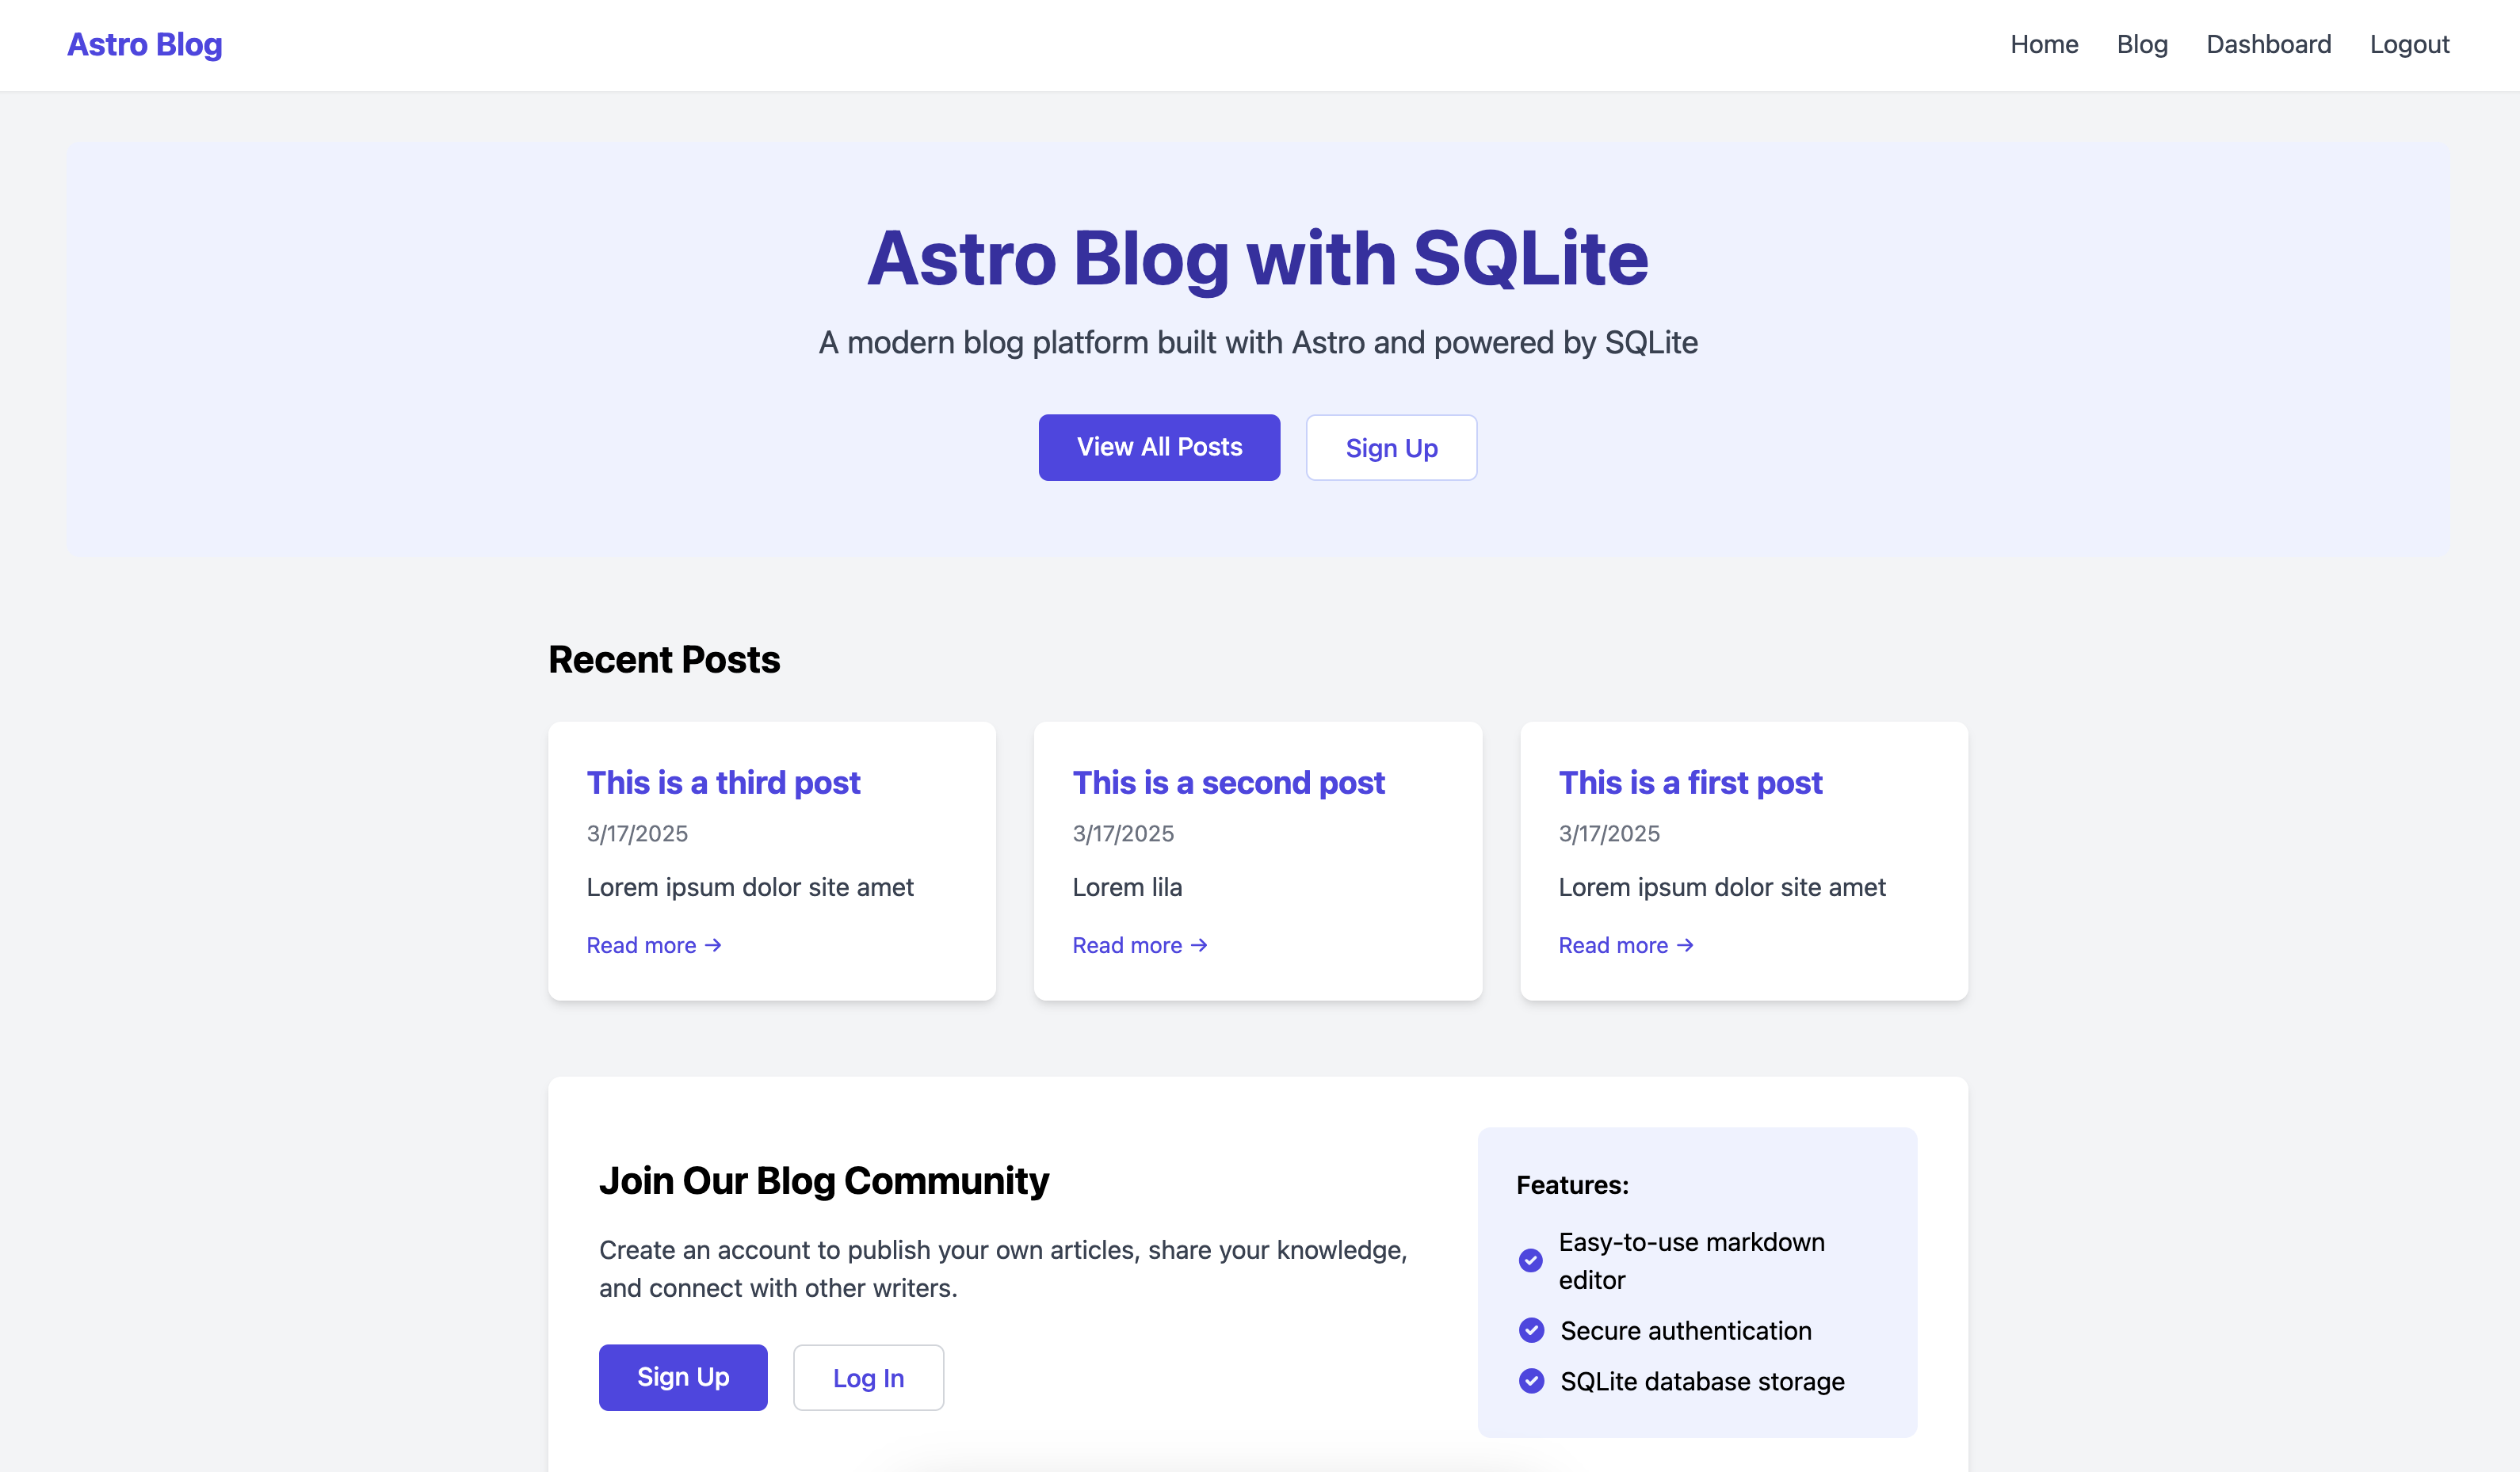 Astro Blog
Home Blog Dashboard Logout
Astro Blog with SQLite
A modern blog platform built with Astro and powered by SQLite
View All Posts
Sign Up
Recent Posts
This is a third post
3/17/2025
Lorem ipsum dolor site amet
Read more →
This is a second post
3/17/2025
Lorem lila
Read more →
This is a first post
3/17/2025
Lorem ipsum dolor site amet
Read more →
Join Our Blog Community
Create an account to publish your own articles, share your knowledge,
and connect with other writers.
Sign Up
Log In
Features:
Easy-to-use markdown
editor
Secure authentication
SQLite database storage